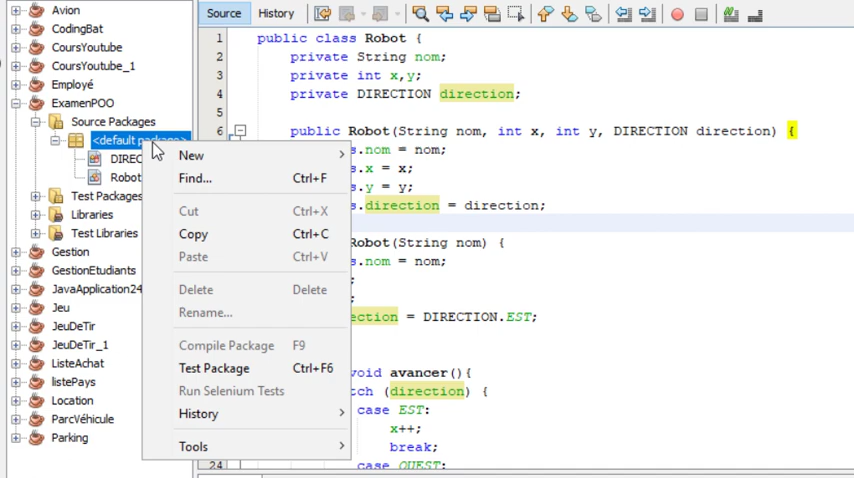 Avion
CodingBat
CoursYoutube
CoursYoutube_1
Employé
ExamenPOO
Source Packages
<default package>
DIREC
Robot
Test Packages
Libraries
Test Libraries
Gestion
GestionEtudiants
JavaApplication24
Jeu
JeuDeTir
JeuDeTir_1
ListeAchat
listePays
Location
ParcVéhicule
Parking
New
Find... Ctrl+F
Cut Ctrl+X
Copy Ctrl+C
Paste Ctrl+V
Delete Delete
Rename...
Compile Package F9
Test Package Ctrl+F6
Run Selenium Tests
History
Tools
Source History
1 public class Robot {
2 private String nom;
3 private int x,y;
4 private DIRECTION direction;
5
6 public Robot(String nom, int x, int y, DIRECTION direction) {
s.nom = nom;
s.x = x;
s.y = y;
s.direction = direction;
Robot(String nom) {
s.nom = nom;
;
;
ection = DIRECTION.EST;
void avancer(){
tch (direction) {
case EST:
x++;
break;
24 case OUEST: